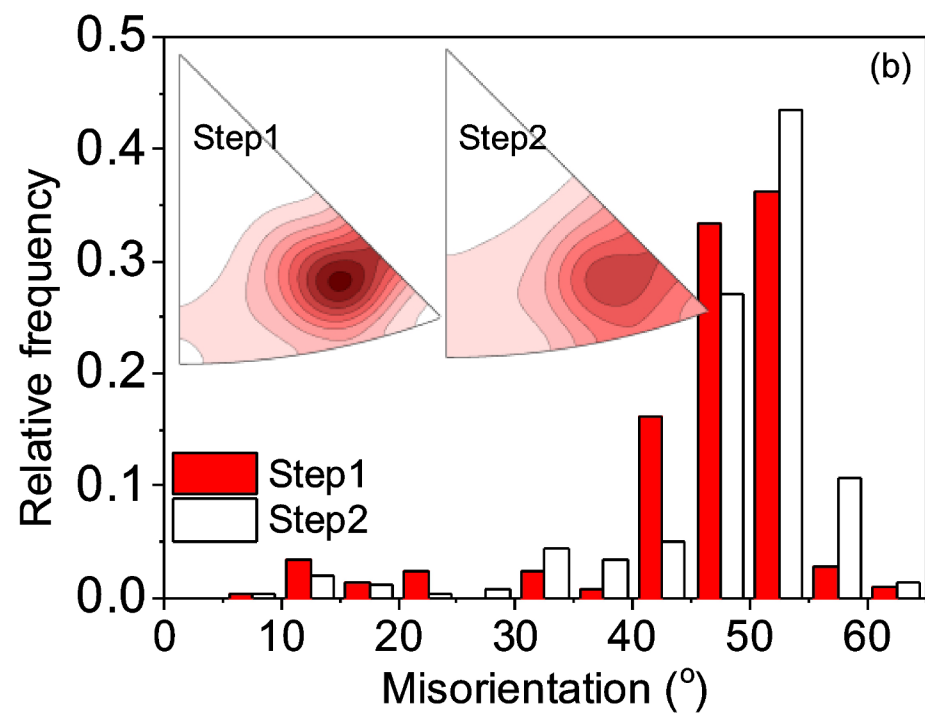 (b)
Step1
Step2
Step1
Step2
Relative frequency
0.5
0.4
0.3
0.2
0.1
0.0
0 10 20 30 40 50 60
Misorientation (°)